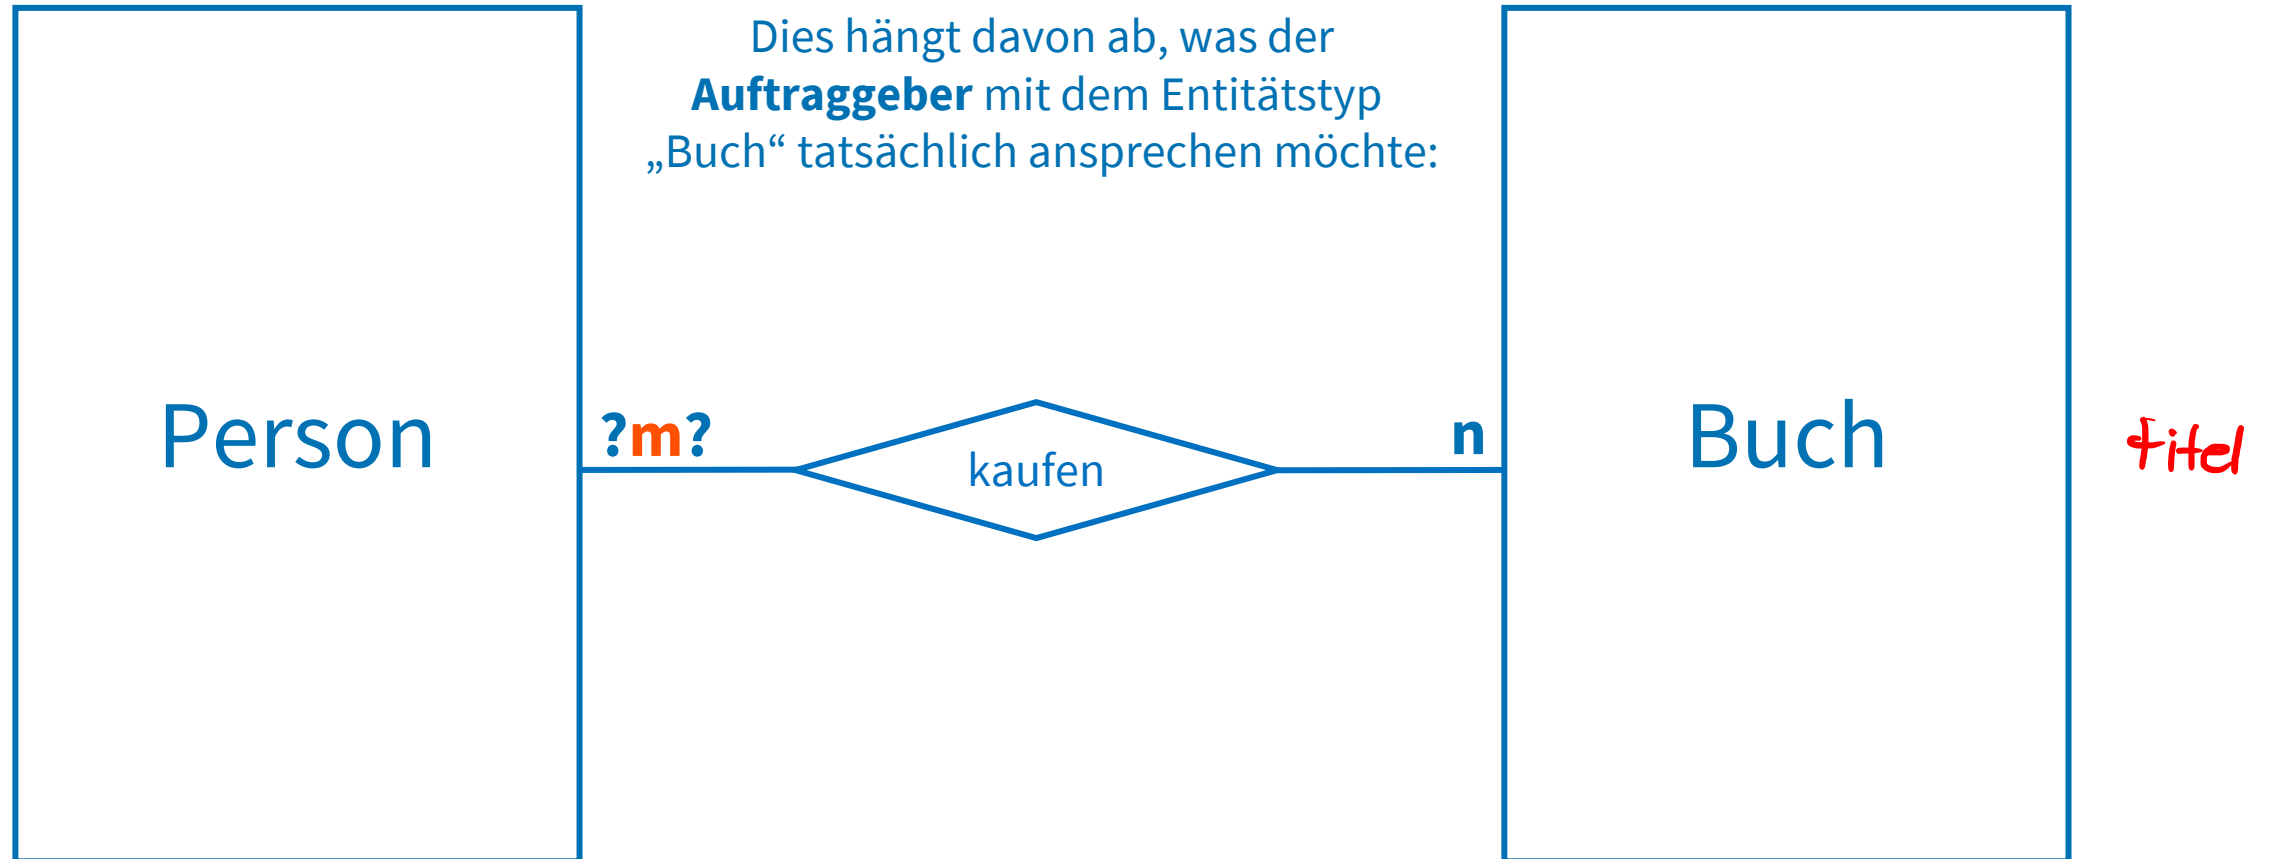 Dies hängt davon ab, was der
Auftraggeber mit dem Entitätstyp
„Buch“ tatsächlich ansprechen möchte:
Person
?m?
kaufen
n
Buch
Titel